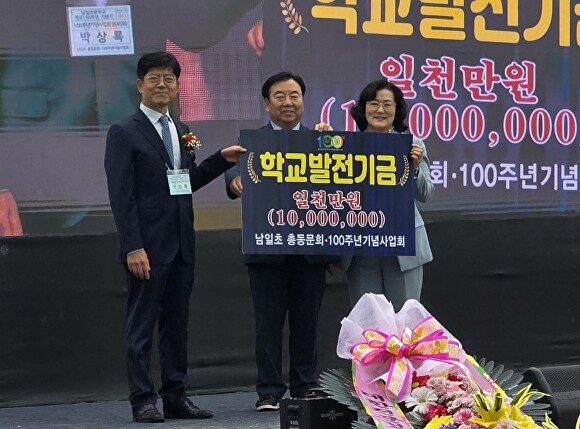 박상록
학교발전기금
일천만원
(10,000,000)
회·100주년기념
100
학교발전기금
일천만원
(10,000,000)
남일초 총동문회·100주년기념사업회